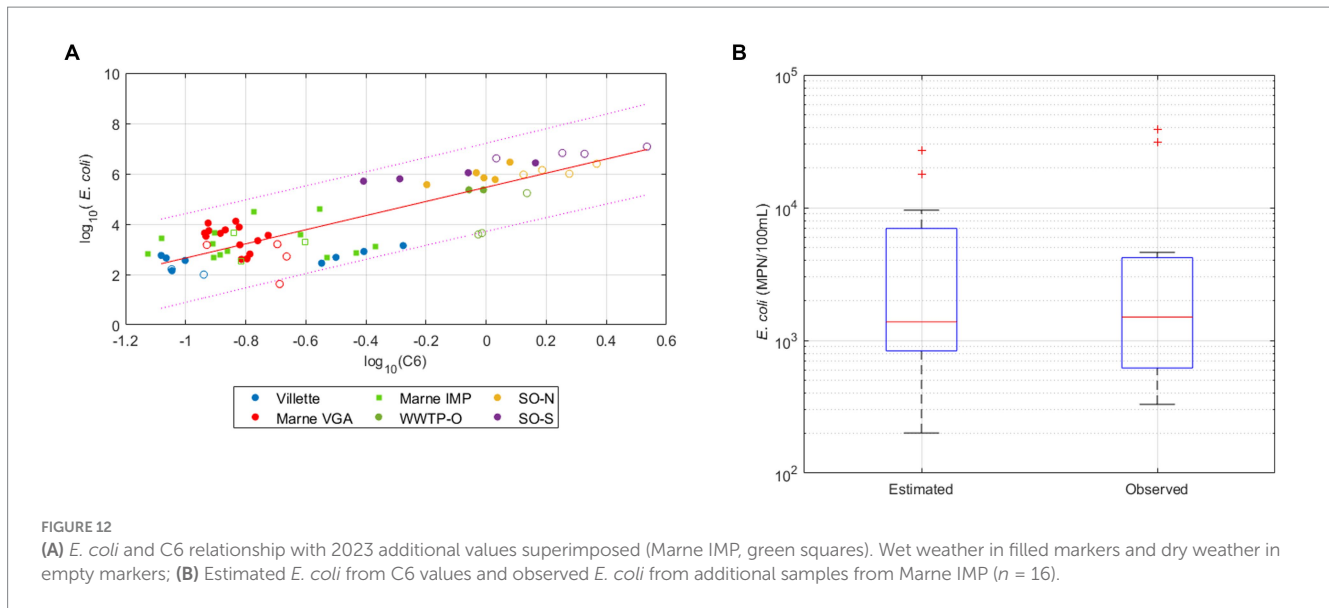 A
B
10
8
6
4
2
0
log10( E. coli)
-1.2 -1 -0.8 -0.6 -0.4 -0.2 0 0.2 0.4 0.6
log10(C6)
Villette Marne IMP SO-N
Marne VGA WWTP-O SO-S
10^5
10^4
10^3
10^2
E. coli (MPN/100mL)
Estimated Observed
FIGURE 12
(A) E. coli and C6 relationship with 2023 additional values superimposed (Marne IMP, green squares). Wet weather in filled markers and dry weather in
empty markers; (B) Estimated E. coli from C6 values and observed E. coli from additional samples from Marne IMP (n = 16).